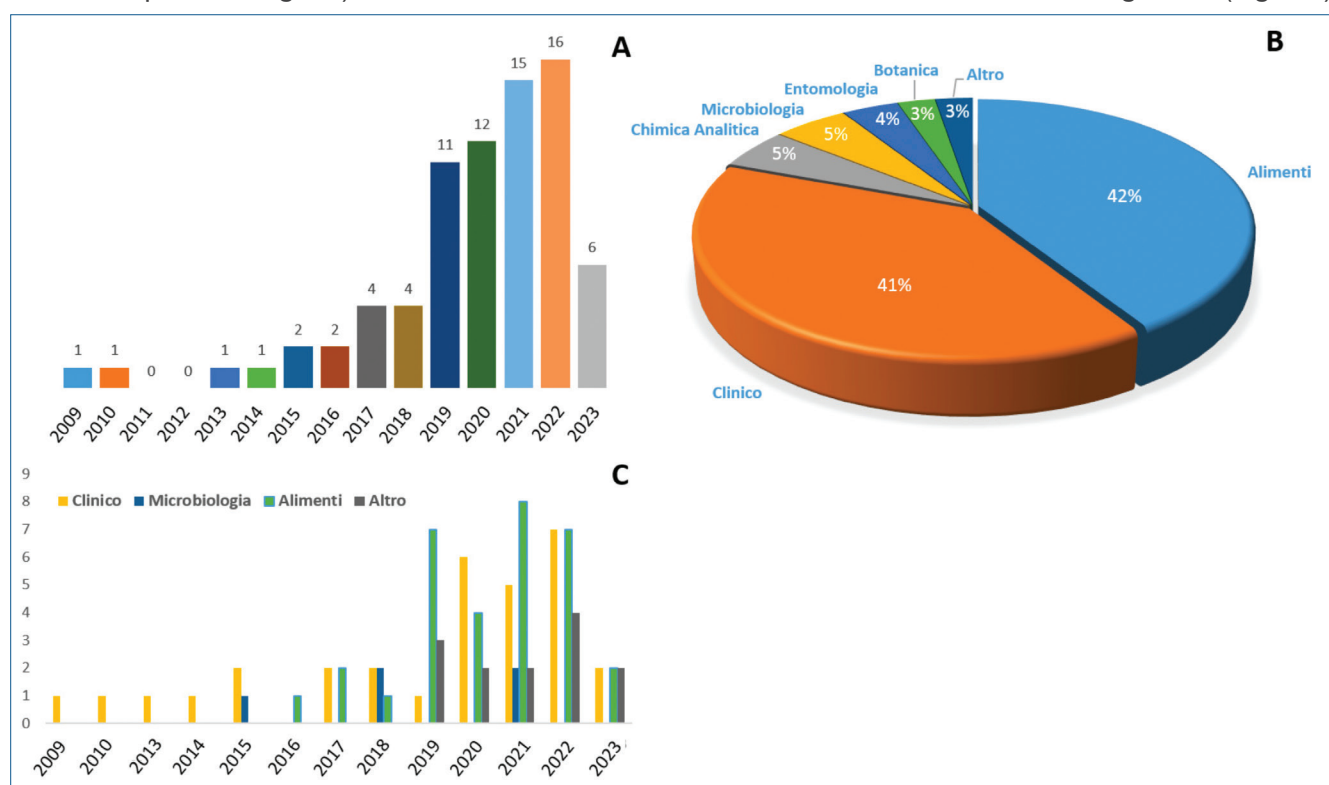 A
1 1 0 0 1 1 2 2 4 4 11 12 15 16 6
2009 2010 2011 2012 2013 2014 2015 2016 2017 2018 2019 2020 2021 2022 2023
B
Botanica Altro
Entomologia
Microbiologia
Chimica Analitica
Alimenti
Clinico
5% 5% 4% 3% 3%
42%
41%
C
Clinico Microbiologia Alimenti Altro
9
8
7
6
5
4
3
2
1
0
2009 2010 2013 2014 2015 2016 2017 2018 2019 2020 2021 2022 2023